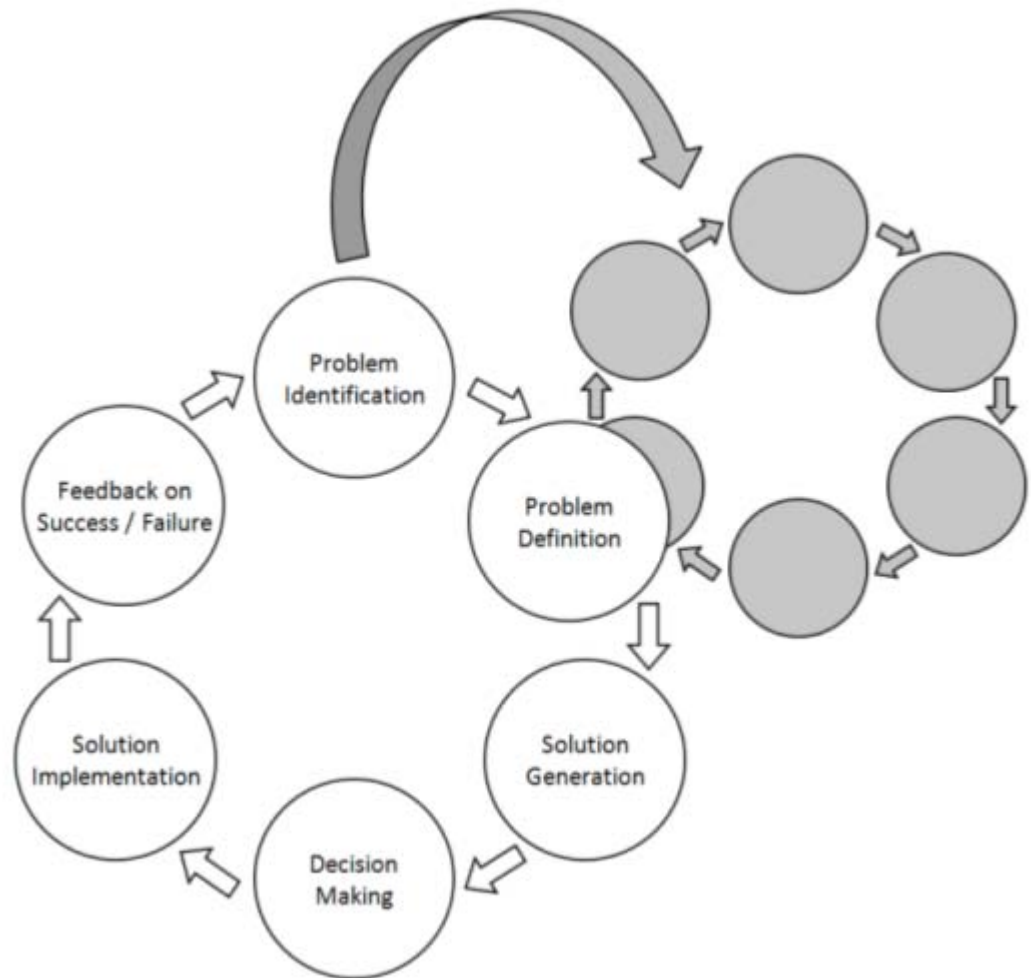 Problem
Identification
Problem
Definition
Solution
Generation
Decision
Making
Solution
Implementation
Feedback on
Success / Failure